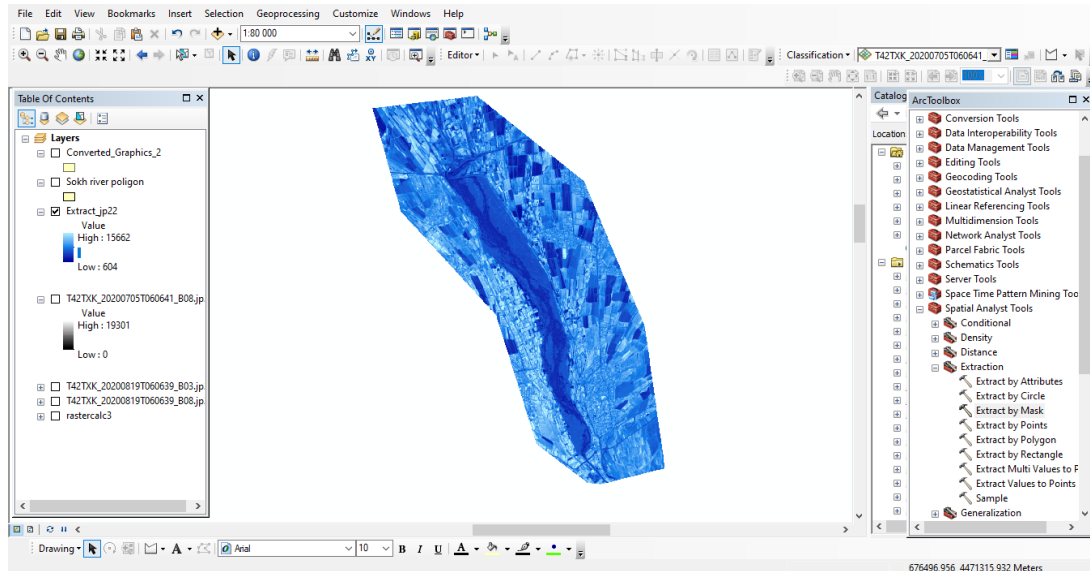 File Edit View Bookmarks Insert Selection Geoprocessing Customize Windows Help
1:80 000
Editor
Classification T42TXK_20200705T060641_
Table Of Contents
Layers
Converted_Graphics_2
Sokh river poligon
Extract_jp22
Value
High : 15662
Low : 604
T42TXK_20200705T060641_B08.jp
Value
High : 19301
Low : 0
T42TXK_20200819T060639_B03.jp
T42TXK_20200819T060639_B08.jp
rastercalc3
Catalog
Location
ArcToolbox
Conversion Tools
Data Interoperability Tools
Data Management Tools
Editing Tools
Geocoding Tools
Geostatistical Analyst Tools
Linear Referencing Tools
Multidimension Tools
Network Analyst Tools
Parcel Fabric Tools
Schematics Tools
Server Tools
Space Time Pattern Mining Too
Spatial Analyst Tools
Conditional
Density
Distance
Extraction
Extract by Attributes
Extract by Circle
Extract by Mask
Extract by Points
Extract by Polygon
Extract by Rectangle
Extract Multi Values to P
Extract Values to Points
Sample
Generalization
Drawing A Arial 10 B I U A
676496,956 4471315,932 Meters